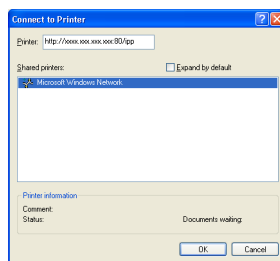 Connect to Printer
Printer: http://xxxx.xxx.xxx.xxx:80/ipp
Shared printers: Expand by default
Microsoft Windows Network
Printer information
Comment:
Status: Documents waiting:
OK Cancel